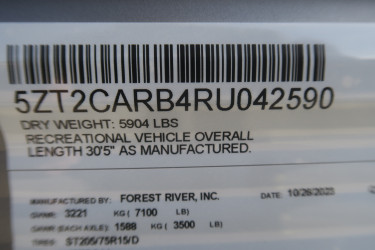 5ZT2CARB4RU042590
DRY WEIGHT: 5904 LBS
RECREATIONAL VEHICLE OVERALL
LENGTH 30'5" AS MANUFACTURED.
MANUFACTURED BY: FOREST RIVER, INC. DATE: 10/26/2023
GVWR: 3221 KG ( 7100 LB)
GAWR (EACH AXLE): 1588 KG ( 3500 LB)
TIRES: ST205/75R15/D